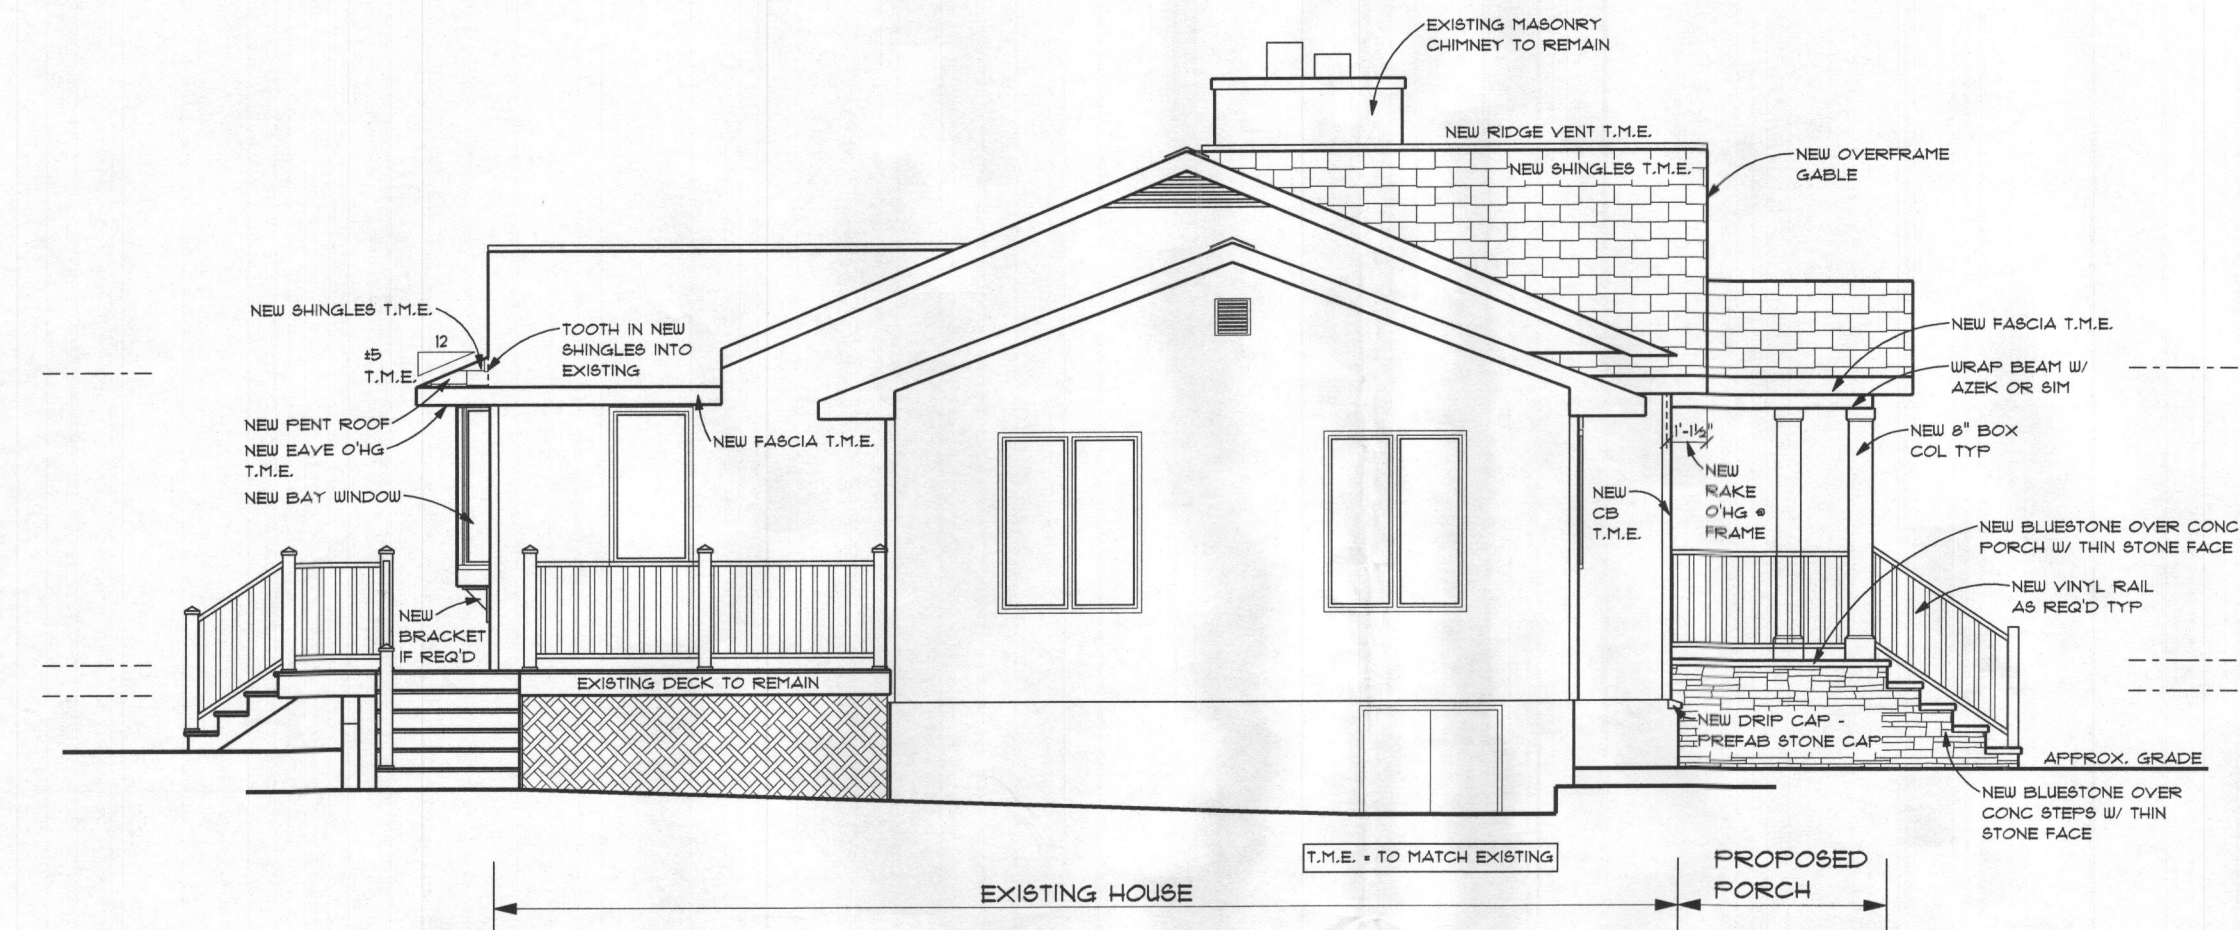 EXISTING MASONRY
CHIMNEY TO REMAIN
NEW RIDGE VENT T.M.E.
NEW SHINGLES T.M.E.
NEW OVERFRAME
GABLE
NEW SHINGLES T.M.E.
TOOTH IN NEW
SHINGLES INTO
EXISTING
12
±5
T.M.E.
NEW PENT ROOF
NEW EAVE O'HG
T.M.E.
NEW BAY WINDOW
NEW FASCIA T.M.E.
NEW FASCIA T.M.E.
WRAP BEAM W/
AZEK OR SIM
NEW 8" BOX
COL TYP
1'-1½"
NEW
RAKE
O'HG @
FRAME
NEW
CB
T.M.E.
NEW BLUESTONE OVER CONC
PORCH W/ THIN STONE FACE
NEW VINYL RAIL
AS REQ'D TYP
NEW
BRACKET
IF REQ'D
EXISTING DECK TO REMAIN
NEW DRIP CAP -
PREFAB STONE CAP
APPROX. GRADE
NEW BLUESTONE OVER
CONC STEPS W/ THIN
STONE FACE
T.M.E. = TO MATCH EXISTING
EXISTING HOUSE
PROPOSED
PORCH